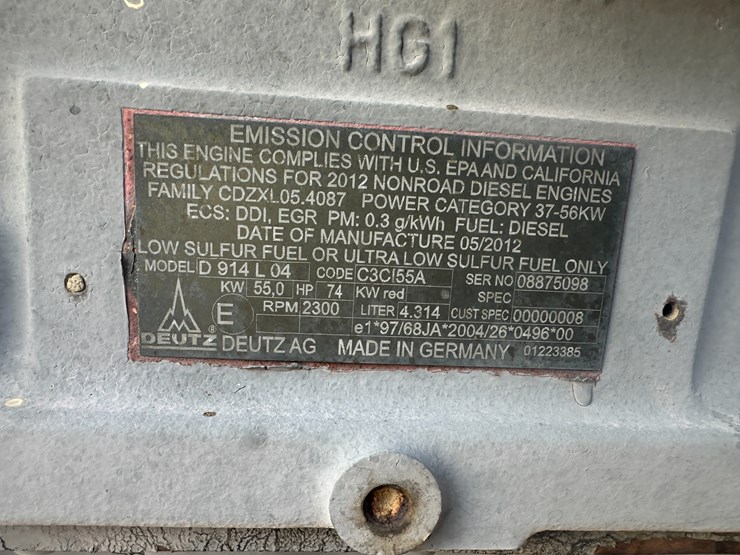 HG1
EMISSION CONTROL INFORMATION
THIS ENGINE COMPLIES WITH U.S. EPA AND CALIFORNIA
REGULATIONS FOR 2012 NONROAD DIESEL ENGINES
FAMILY CDZXL05.4087 POWER CATEGORY 37-56KW
ECS: DDI, EGR PM: 0.3 g/kWh FUEL: DIESEL
DATE OF MANUFACTURE 05/2012
LOW SULFUR FUEL OR ULTRA LOW SULFUR FUEL ONLY
MODEL D 914 L 04 CODE C3CI55A SER NO 08875098
KW 55.0 HP 74 KW red SPEC
E RPM 2300 LITER 4.314 CUST SPEC 00000008
e1*97/68JA*2004/26*0496*00
DEUTZ ® DEUTZ AG MADE IN GERMANY 01223385